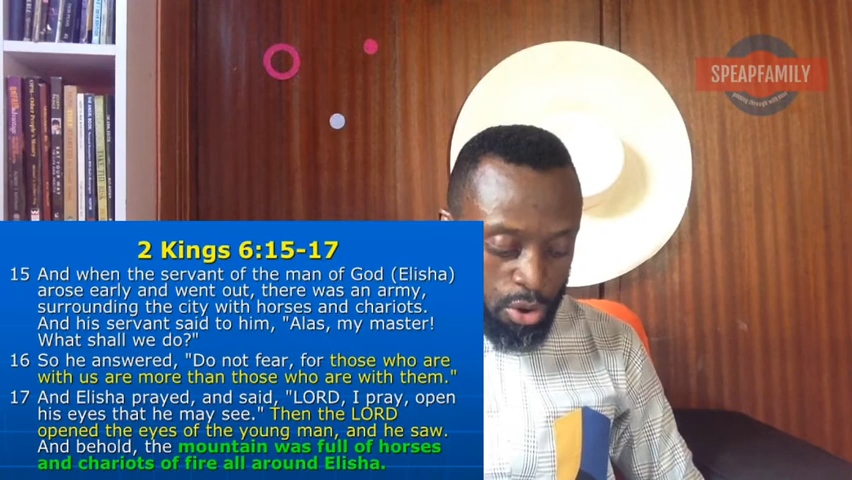 SPEAPFAMILY
2 Kings 6:15-17
15 And when the servant of the man of God (Elisha)
arose early and went out, there was an army,
surrounding the city with horses and chariots.
And his servant said to him, "Alas, my master!
What shall we do?"
16 So he answered, "Do not fear, for those who are
with us are more than those who are with them."
17 And Elisha prayed, and said, "LORD, I pray, open
his eyes that he may see." Then the LORD
opened the eyes of the young man, and he saw.
And behold, the mountain was full of horses
and chariots of fire all around Elisha.